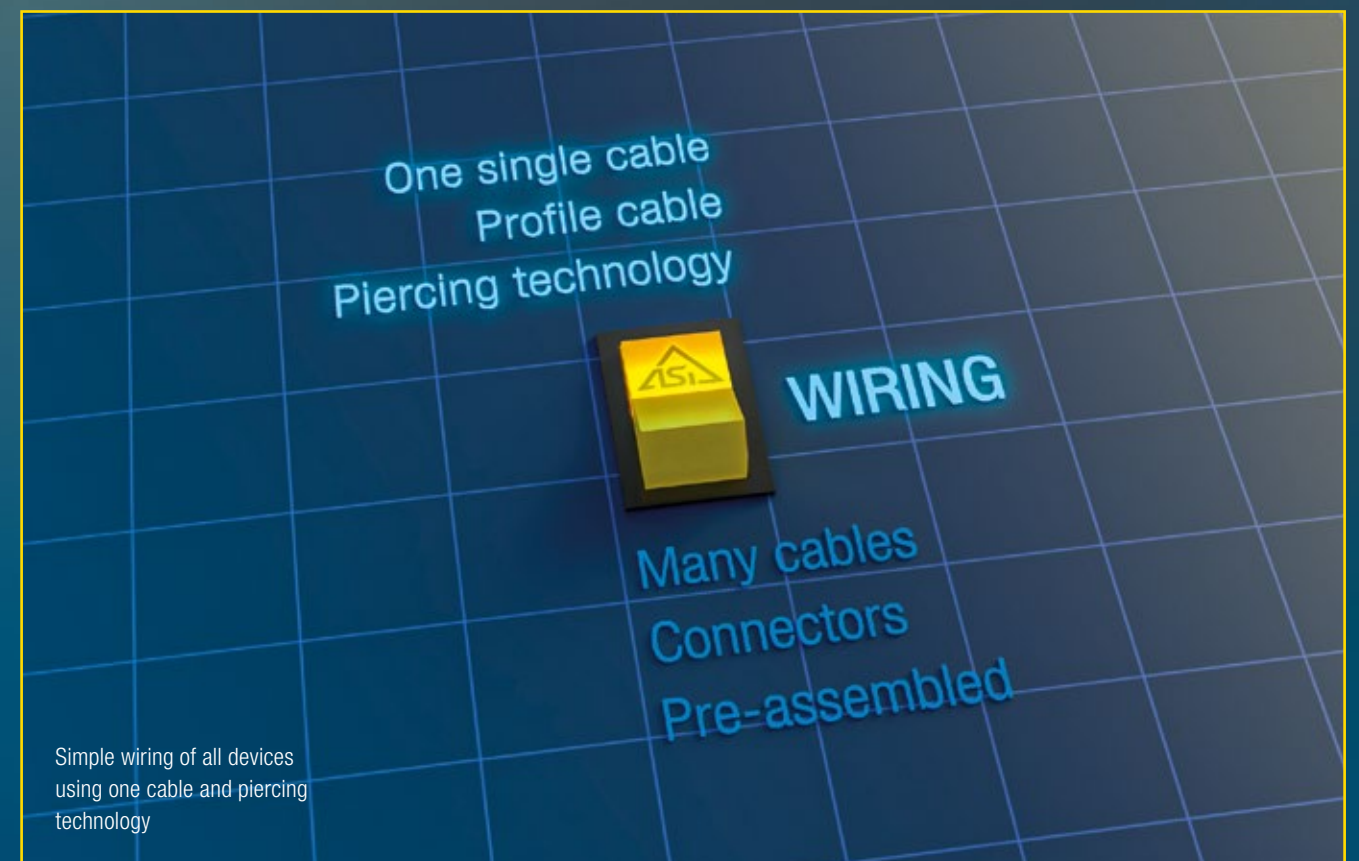 One single cable
Profile cable
Piercing technology
ASi
WIRING
Many cables
Connectors
Pre-assembled
Simple wiring of all devices
using one cable and piercing
technology